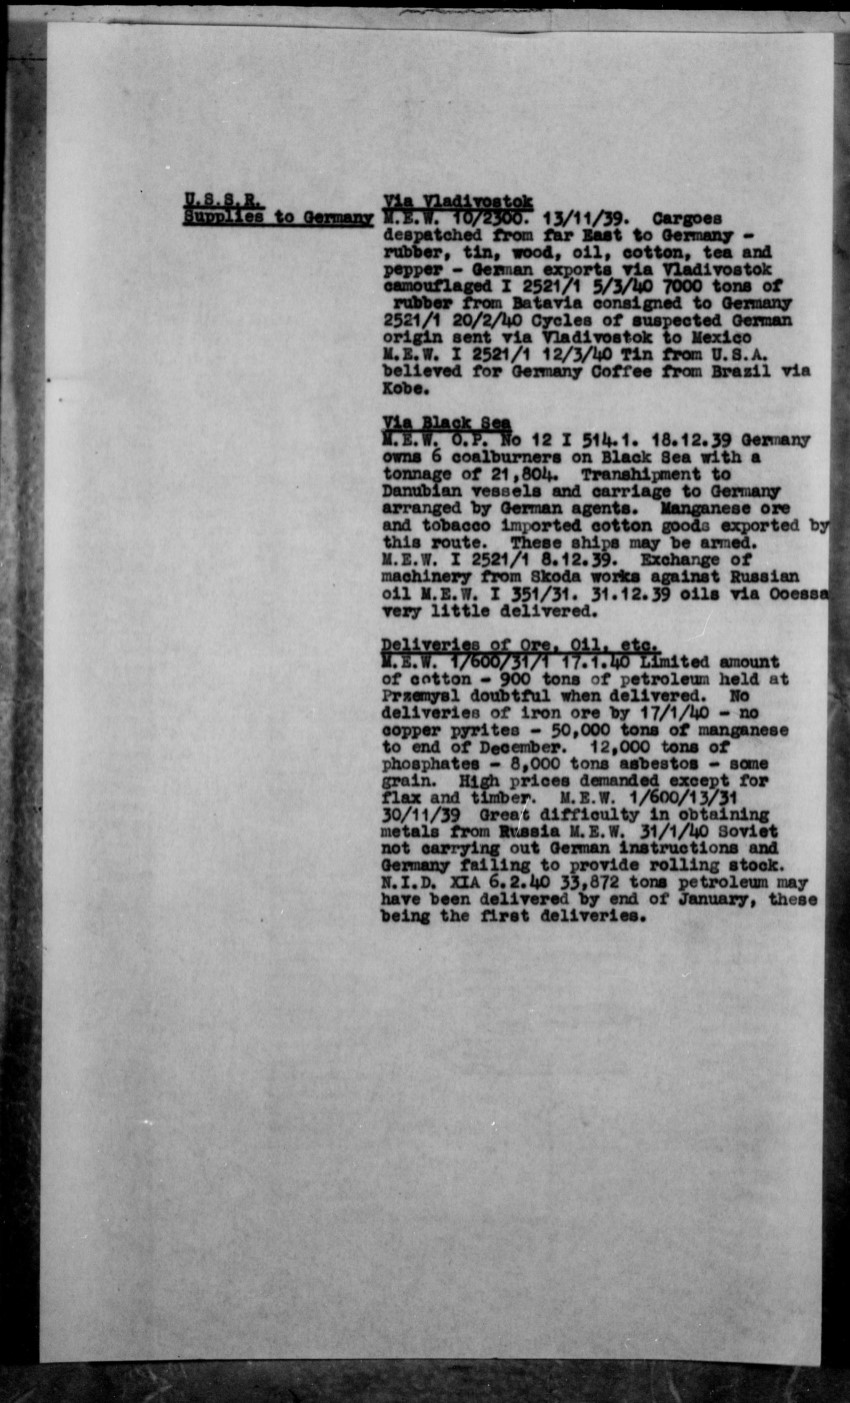 U.S.S.R.
Supplies to Germany
Via Vladivostok
M.E.W. 10/2300. 13/11/39. Cargoes
despatched from far East to Germany -
rubber, tin, wood, oil, cotton, tea and
pepper - German exports via Vladivostok
camouflaged I 2521/1 5/3/40 7000 tons of
rubber from Batavia consigned to Germany
2521/1 20/2/40 Cycles of suspected German
origin sent via Vladivostok to Mexico
M.E.W. I 2521/1 12/3/40 Tin from U.S.A.
believed for Germany Coffee from Brazil via
Kobe.
Via Black Sea
M.E.W. O.P. No 12 I 514.1. 18.12.39 Germany
owns 6 coalburners on Black Sea with a
tonnage of 21,804. Transhipment to
Danubian vessels and carriage to Germany
arranged by German agents. Manganese ore
and tobacco imported cotton goods exported by
this route. These ships may be armed.
M.E.W. I 2521/1 8.12.39. Exchange of
machinery from Skoda works against Russian
oil M.E.W. I 351/31. 31.12.39 oils via Ooessa
very little delivered.
Deliveries of Ore, Oil, etc.
M.E.W. 1/600/31/1 17.1.40 Limited amount
of cotton - 900 tons of petroleum held at
Przemysl doubtful when delivered. No
deliveries of iron ore by 17/1/40 - no
copper pyrites - 50,000 tons of manganese
to end of December. 12,000 tons of
phosphates - 8,000 tons asbestos - some
grain. High prices demanded except for
flax and timber. M.E.W. 1/600/13/31
30/11/39 Great difficulty in obtaining
metals from Russia M.E.W. 31/1/40 Soviet
not carrying out German instructions and
Germany failing to provide rolling stock.
N.I.D. XIA 6.2.40 33,872 tons petroleum may
have been delivered by end of January, these
being the first deliveries.